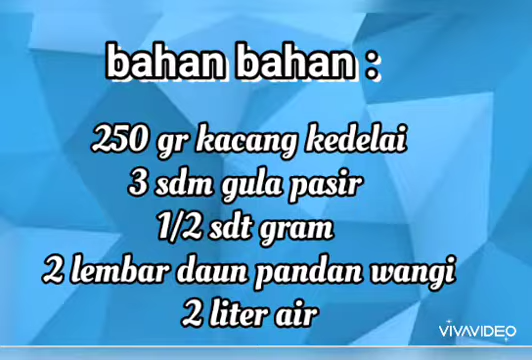 bahan bahan :
250 gr kacang kedelai
3 sdm gula pasir
1/2 sdt gram
2 lembar daun pandan wangi
2 liter air
VIVAVIDEO